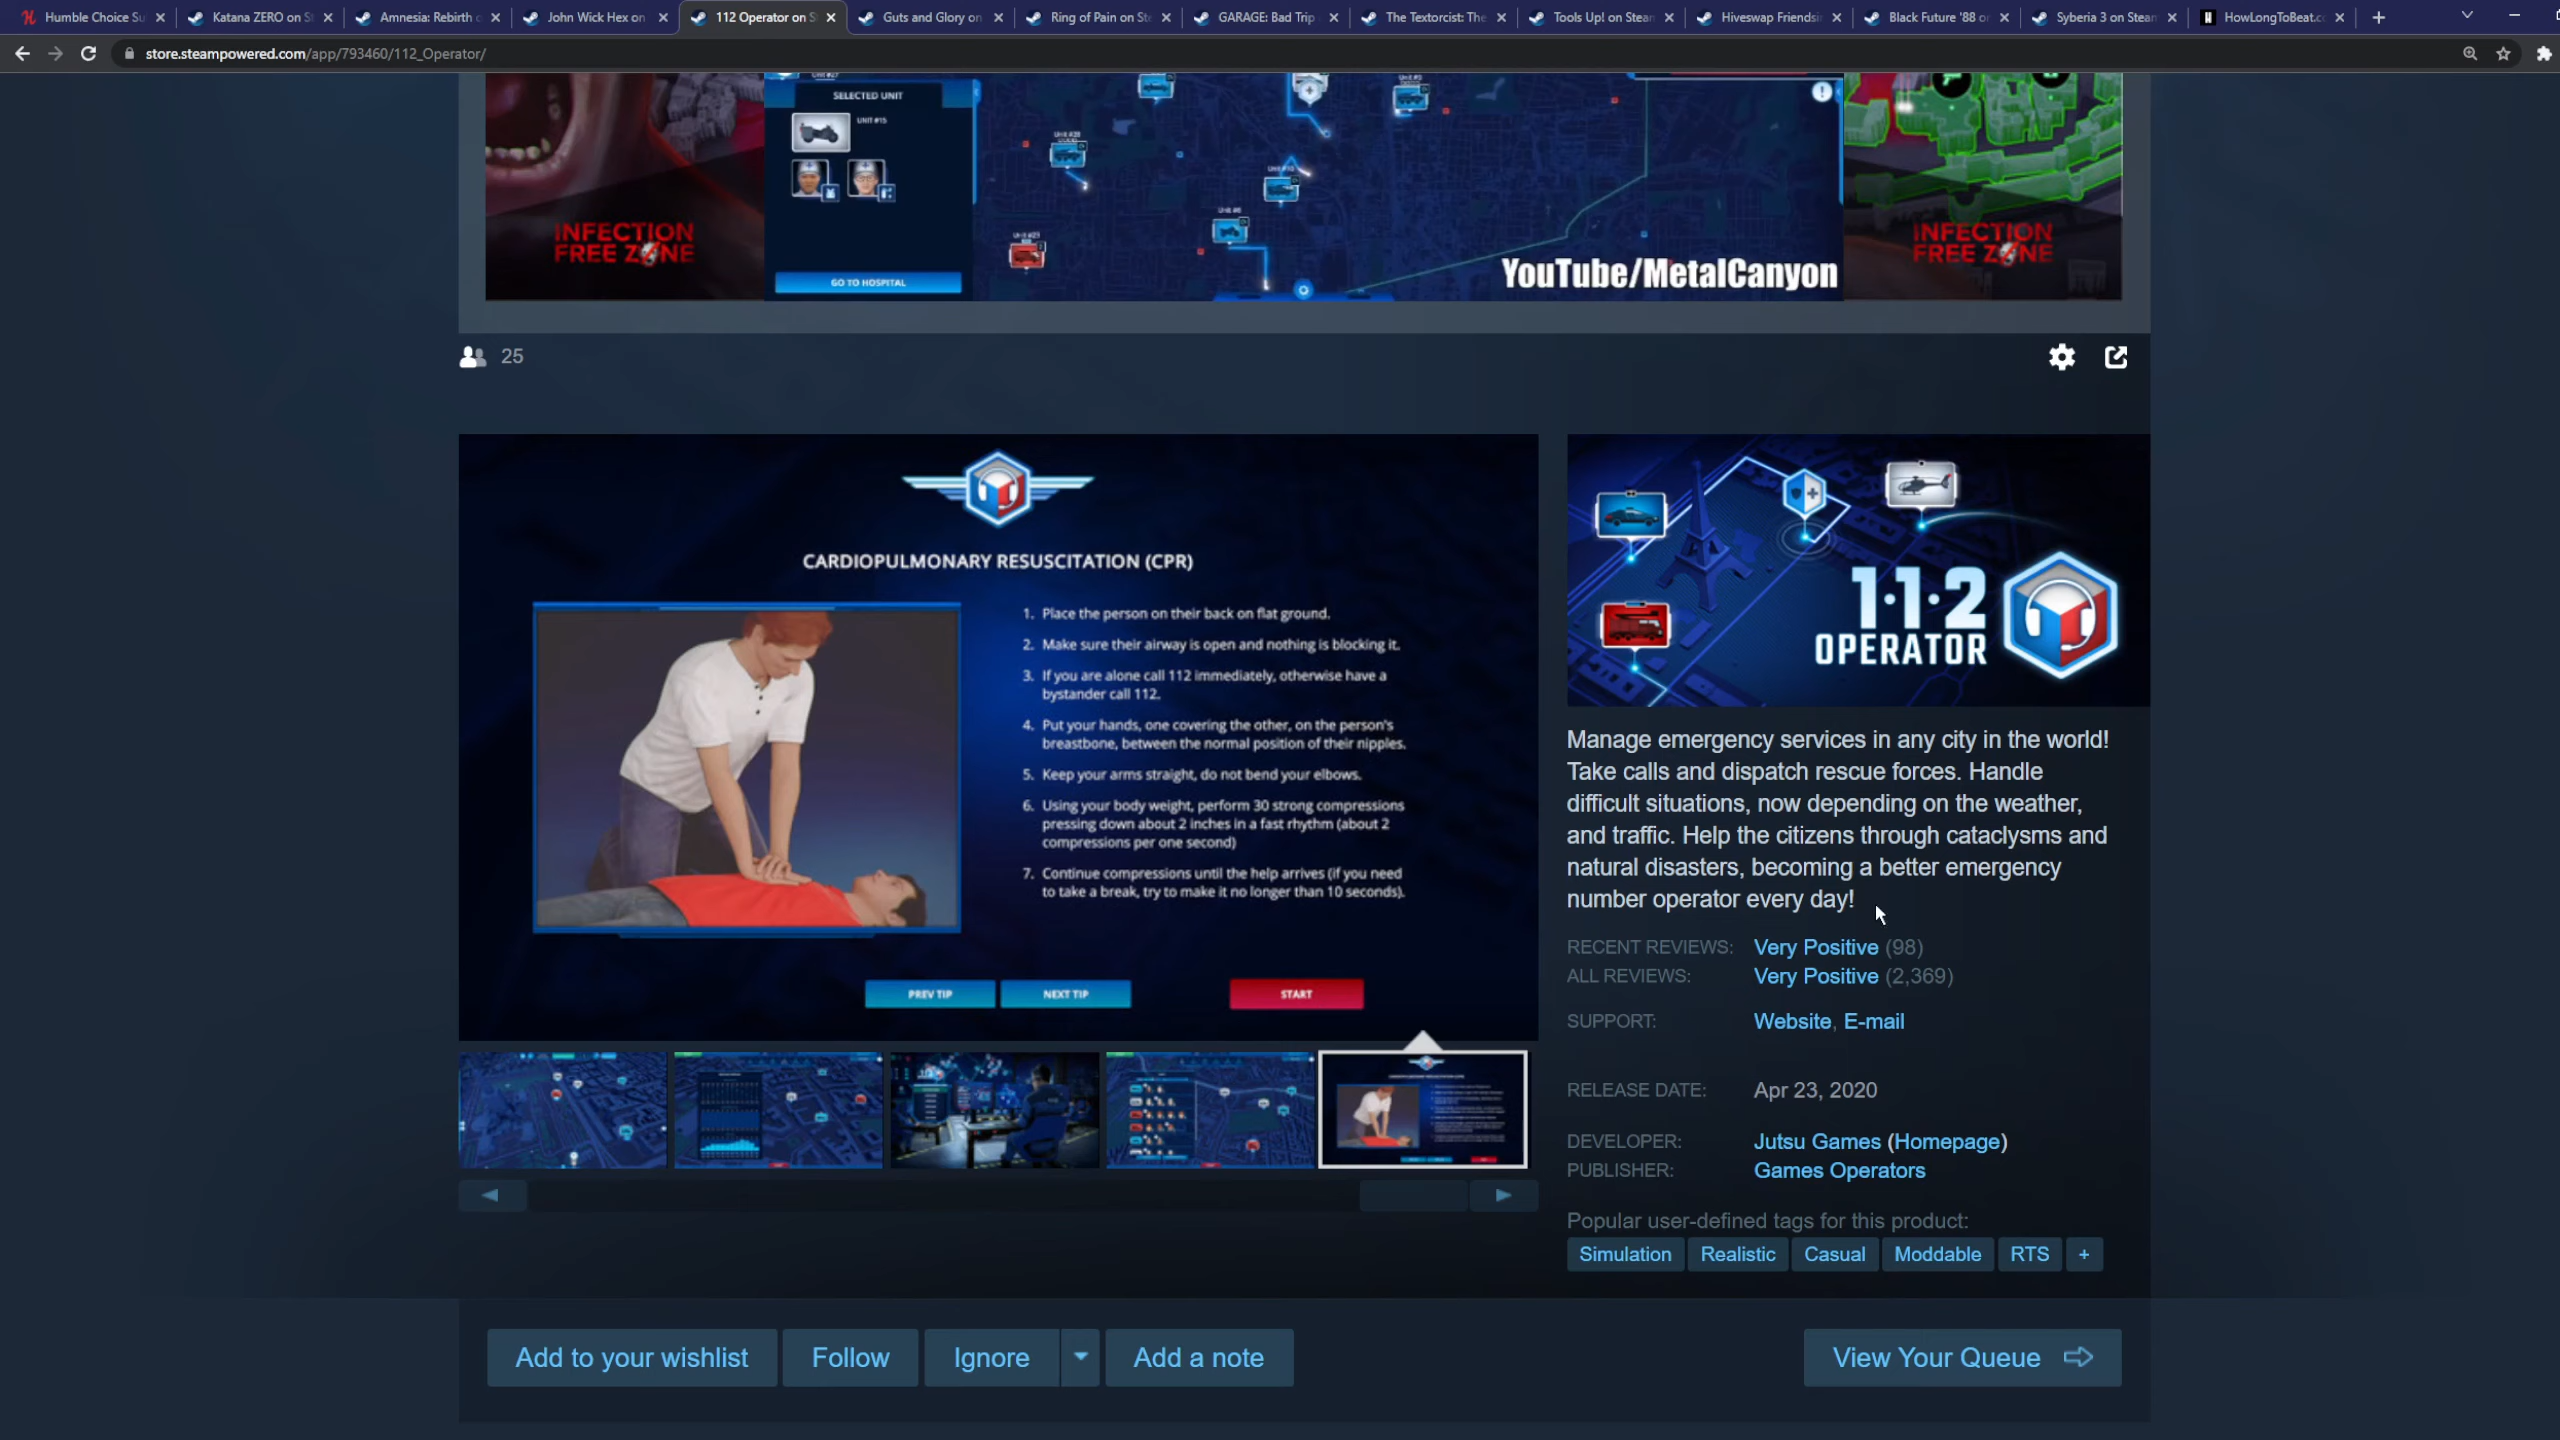 Humble Choice Su
Katana ZERO on S
Amnesia: Rebirth o
John Wick Hex on
112 Operator on S
Guts and Glory on
Ring of Pain on Ste
GARAGE: Bad Trip
The Textorcist: The
Tools Up! on Stean
Hiveswap Friendsi
Black Future '88 o
Syberia 3 on Stean
HowLongToBeat.c
store.steampowered.com/app/793460/112_Operator/
SELECTED UNIT
UNIT #15
GO TO HOSPITAL
INFECTION
FREE ZONE
YouTube/MetalCanyon
INFECTION
FREE ZONE
25
CARDIOPULMONARY RESUSCITATION (CPR)
1. Place the person on their back on flat ground.
2. Make sure their airway is open and nothing is blocking it.
3. If you are alone call 112 immediately, otherwise have a
bystander call 112.
4. Put your hands, one covering the other, on the person's
breastbone, between the normal position of their nipples.
5. Keep your arms straight, do not bend your elbows.
6. Using your body weight, perform 30 strong compressions
pressing down about 2 inches in a fast rhythm (about 2
compressions per one second)
7. Continue compressions until the help arrives (if you need
to take a break, try to make it no longer than 10 seconds).
PREV TIP
NEXT TIP
START
1·1·2
OPERATOR
Manage emergency services in any city in the world!
Take calls and dispatch rescue forces. Handle
difficult situations, now depending on the weather,
and traffic. Help the citizens through cataclysms and
natural disasters, becoming a better emergency
number operator every day!
RECENT REVIEWS: Very Positive (98)
ALL REVIEWS: Very Positive (2,369)
SUPPORT: Website, E-mail
RELEASE DATE: Apr 23, 2020
DEVELOPER: Jutsu Games (Homepage)
PUBLISHER: Games Operators
Popular user-defined tags for this product:
Simulation Realistic Casual Moddable RTS +
Add to your wishlist
Follow
Ignore
Add a note
View Your Queue